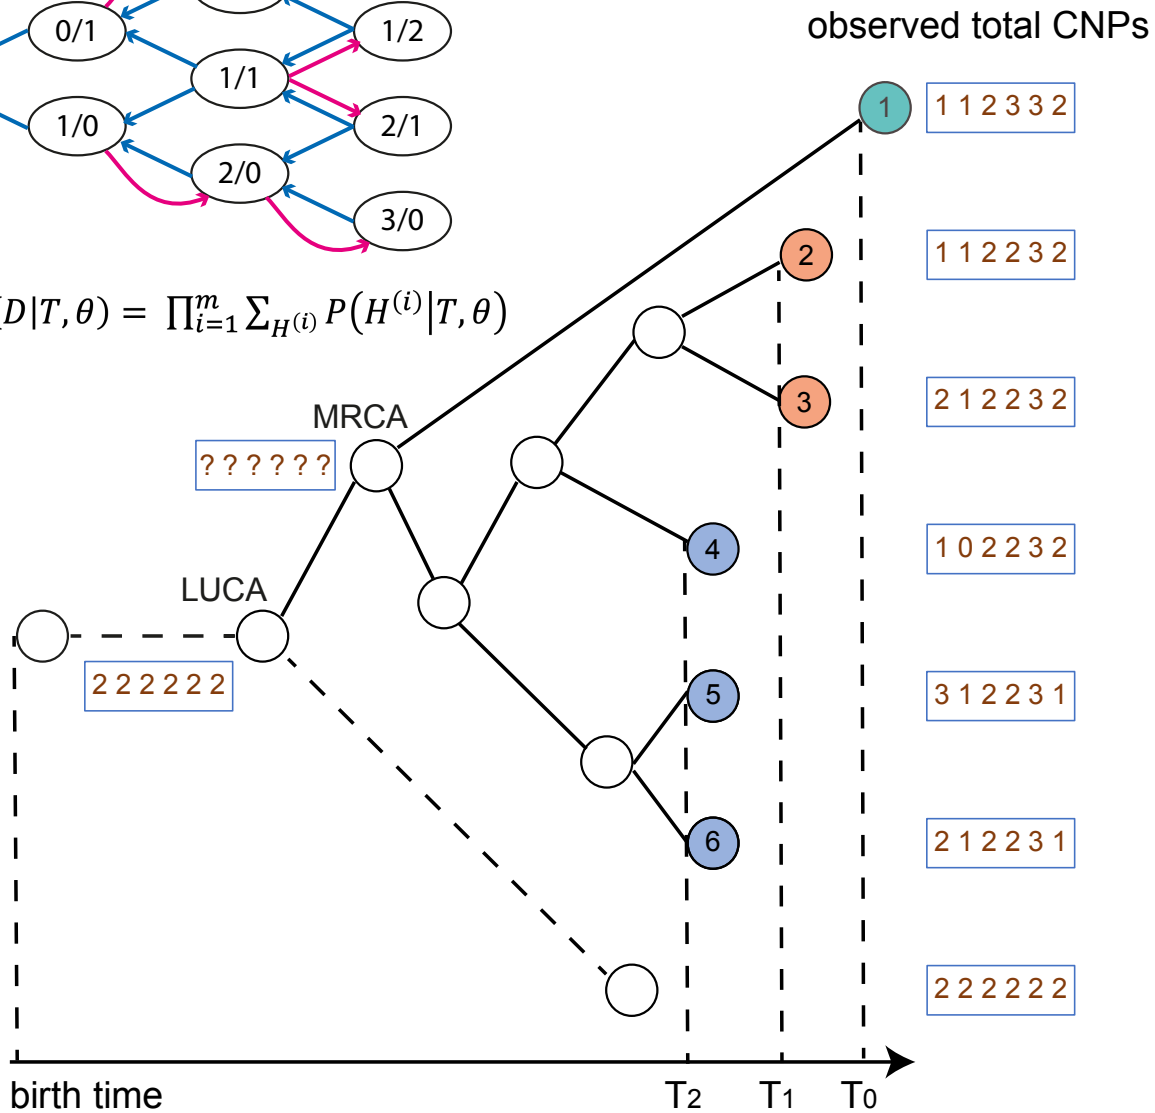 observed total CNPs
0/1
1/2
1/1
1/0
2/1
2/0
3/0
1
1 1 2 3 3 2
2
1 1 2 2 3 2
D|T, θ) = ∏ᵢ₌₁ᵐ ∑_H⁽ⁱ⁾ P(H⁽ⁱ⁾|T, θ)
3
2 1 2 2 3 2
MRCA
? ? ? ? ? ?
4
1 0 2 2 3 2
LUCA
2 2 2 2 2 2
5
3 1 2 2 3 1
6
2 1 2 2 3 1
2 2 2 2 2 2
birth time
T2
T1
T0